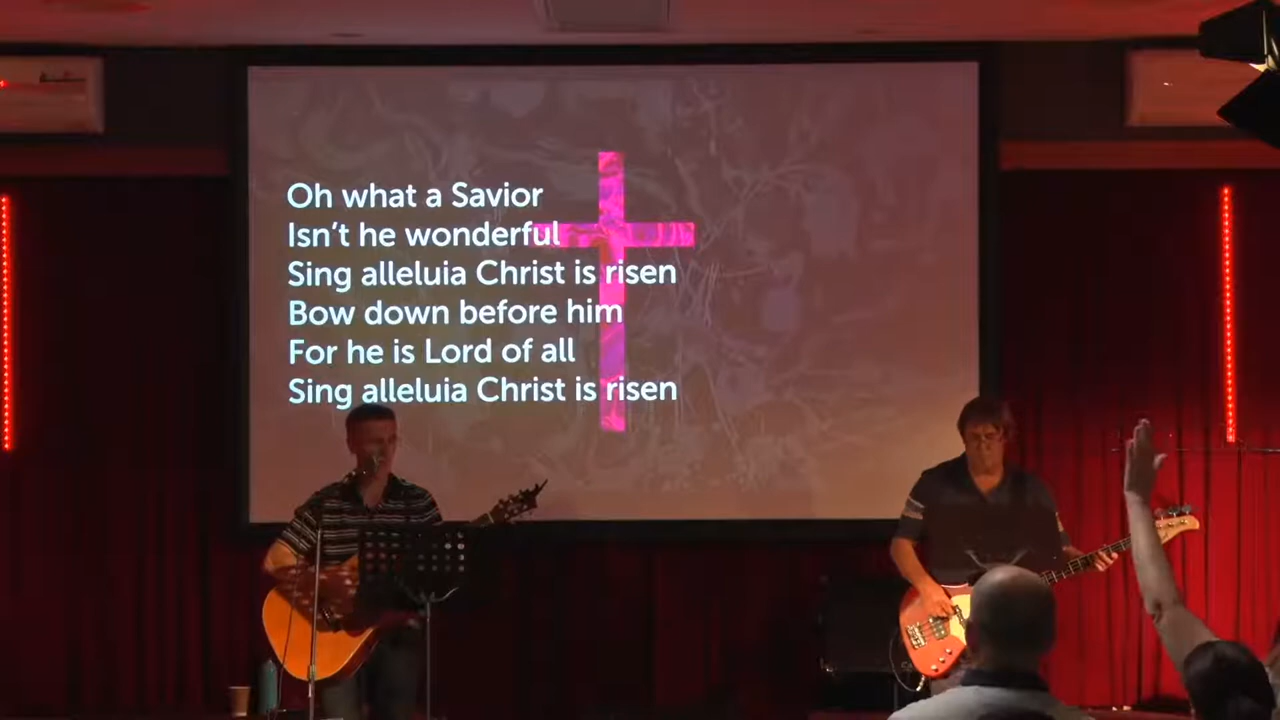 Oh what a Savior
Isn't he wonderful
Sing alleluia Christ is risen
Bow down before him
For he is Lord of all
Sing alleluia Christ is risen